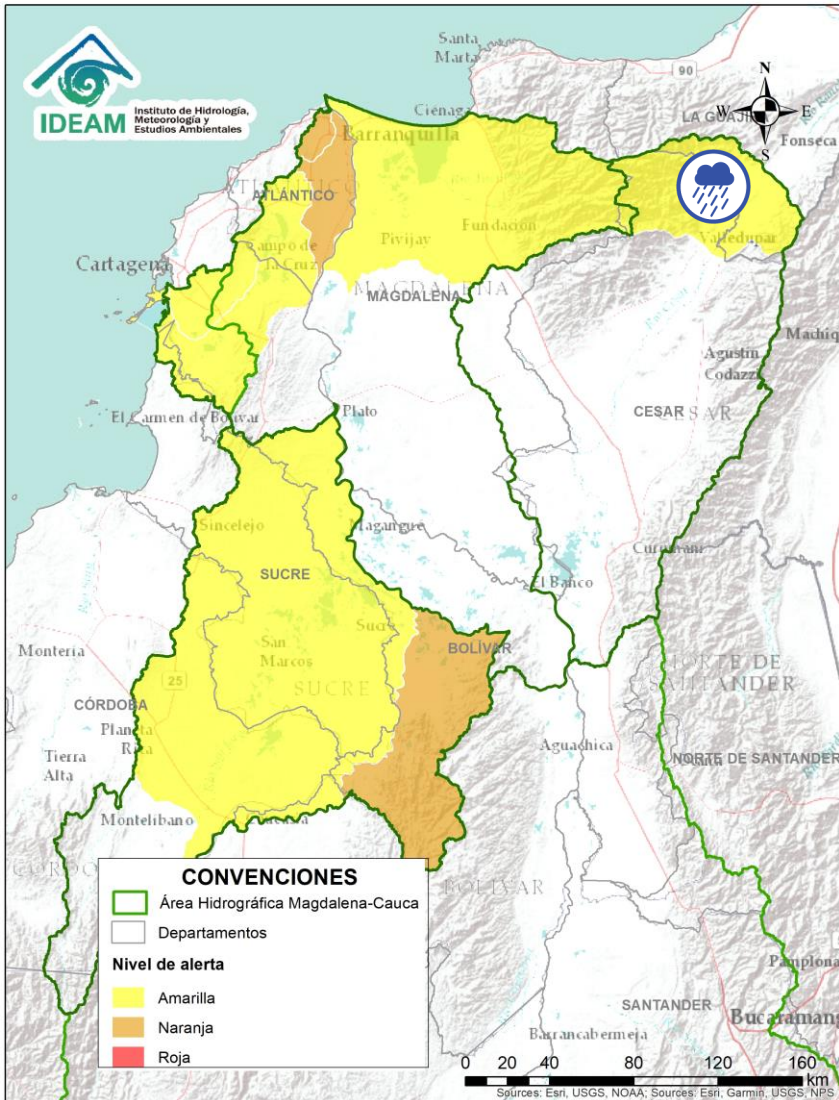 IDEAM
Instituto de Hidrología,
Meteorología y
Estudios Ambientales
Santa
Marta
90
N
W
E
S
Ciénaga
LA GUAJIR
Fonseca
Barranquilla
ATLÁNTICO
Fundación
Campo de
la Cruz
Pivijay
Valledupar
Cartagena
MAGDALENA
Agustín
Codazzi
El Carmen de Bolívar
Plato
CESAR
Sincelejo
Magangué
Curumaní
SUCRE
El Banco
Sucre
Montería
San
Marcos
BOLÍVAR
NORTE DE
SANTANDER
SUCRE
25
CÓRDOBA
Planeta
Rica
Tierra
Alta
Aguachica
NORTE DE SANTANDER
Montelíbano
BOLÍVAR
CONVENCIONES
Área Hidrográfica Magdalena-Cauca
Departamentos
Nivel de alerta
Amarilla
Naranja
Roja
Pamplona
SANTANDER
Bucaramang
Barrancabermeja
0 20 40 80 120 160
km
Sources: Esri, USGS, NOAA; Sources: Esri, Garmin, USGS, NPS